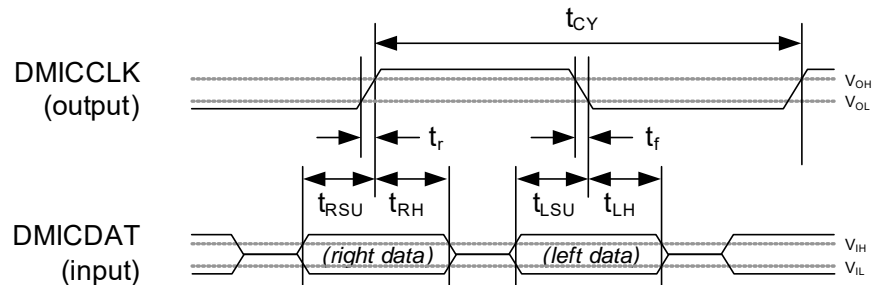 tCY
DMICCLK
(output)
VOH
VOL
tr
tf
tRSU
tRH
tLSU
tLH
DMICDAT
(input)
(right data)
(left data)
VIH
VIL